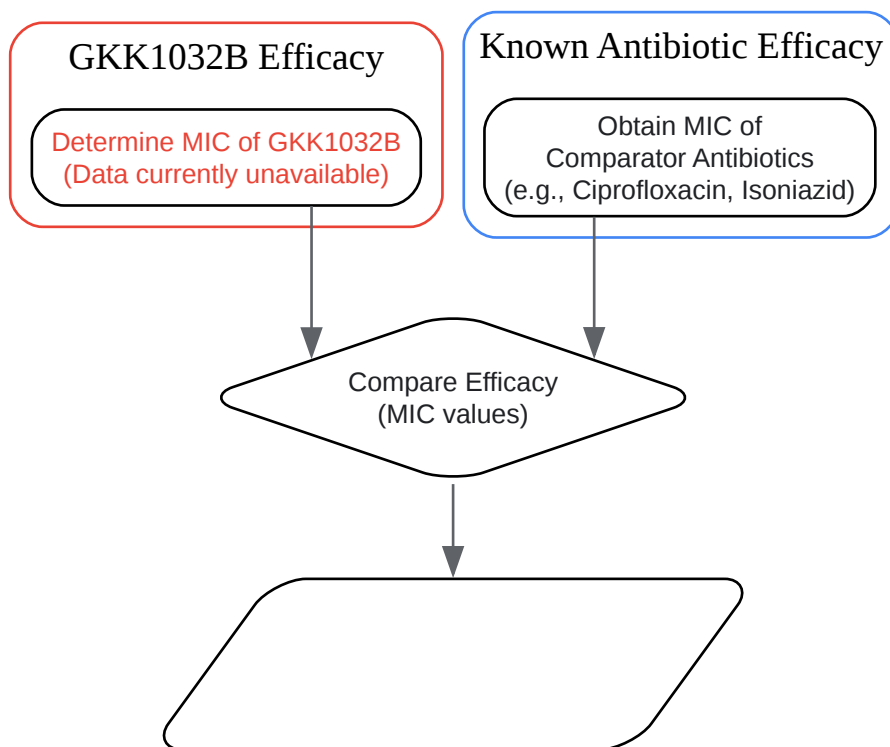 GKK1032B Efficacy
Determine MIC of GKK1032B
(Data currently unavailable)
Known Antibiotic Efficacy
Obtain MIC of
Comparator Antibiotics
(e.g., Ciprofloxacin, Isoniazid)
Compare Efficacy
(MIC values)